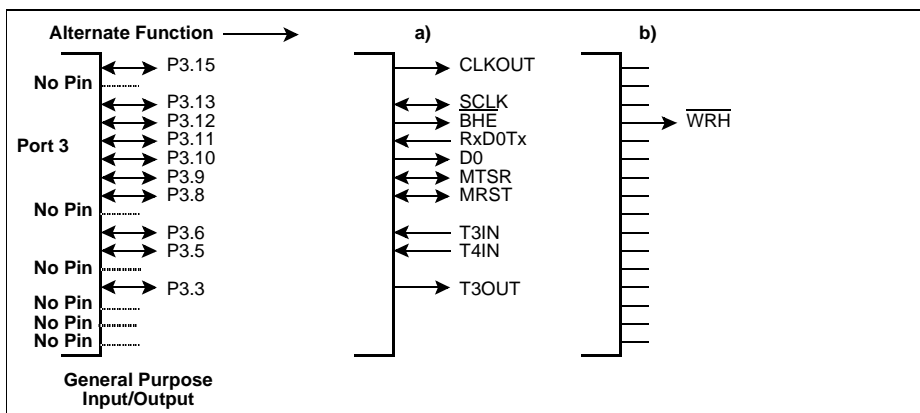 Alternate Function a) b)
P3.15 CLKOUT
No Pin
P3.13 SCLK
P3.12 BHE WRH
P3.11 RxD0Tx
Port 3
P3.10 D0
P3.9 MTSR
P3.8 MRST
No Pin
P3.6 T3IN
P3.5 T4IN
No Pin
P3.3 T3OUT
No Pin
No Pin
No Pin
General Purpose
Input/Output